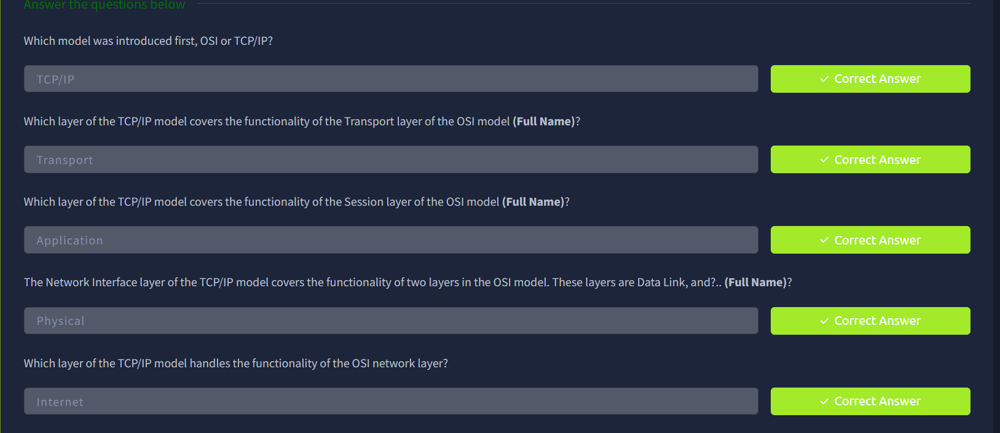 Answer the questions below
Which model was introduced first, OSI or TCP/IP?
TCP/IP
Correct Answer
Which layer of the TCP/IP model covers the functionality of the Transport layer of the OSI model (Full Name)?
Transport
Correct Answer
Which layer of the TCP/IP model covers the functionality of the Session layer of the OSI model (Full Name)?
Application
Correct Answer
The Network Interface layer of the TCP/IP model covers the functionality of two layers in the OSI model. These layers are Data Link, and?.. (Full Name)?
Physical
Correct Answer
Which layer of the TCP/IP model handles the functionality of the OSI network layer?
Internet
Correct Answer